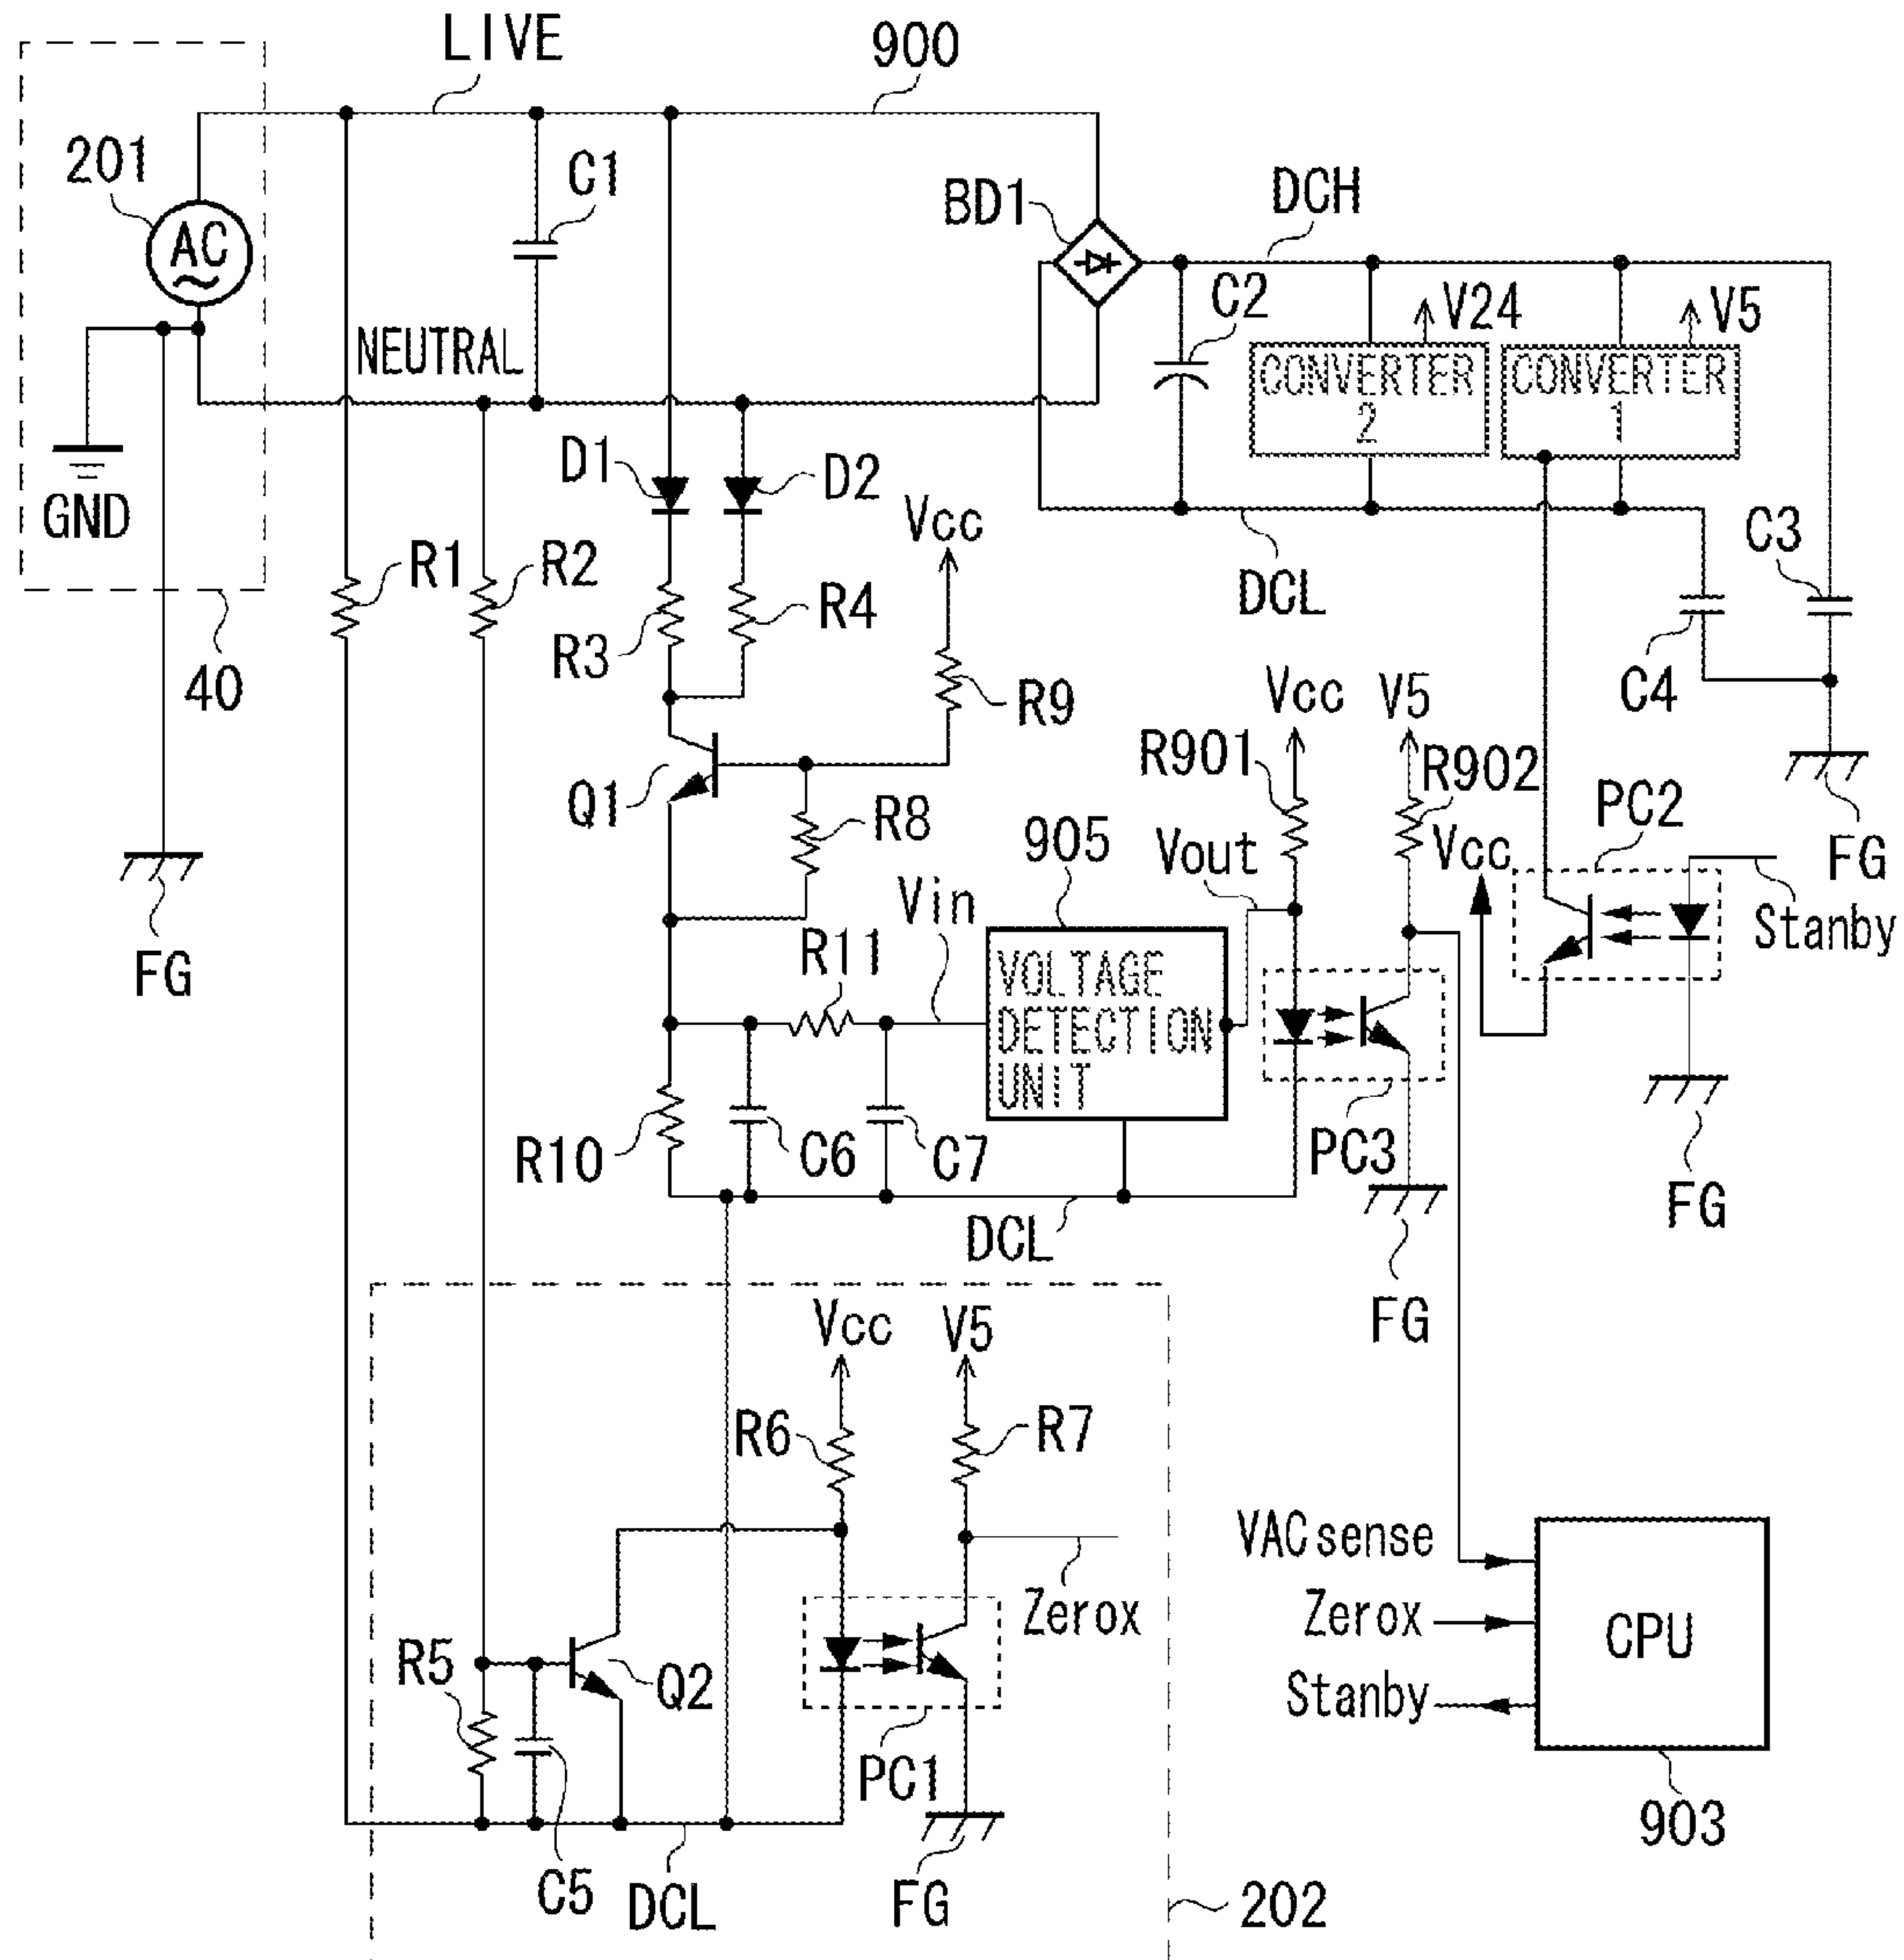 LIVE
900
201
AC
C1
BD1
DCH
C2
V24
V5
NEUTRAL
CONVERTER
2
CONVERTER
1
GND
D1
D2
Vcc
R1
R2
R3
R4
DCL
C3
C4
40
R9
Vcc
V5
R901
R902
Q1
R8
905
Vout
Vcc
PC2
FG
Stanby
FG
Vin
R11
VOLTAGE
DETECTION
UNIT
R10
C6
C7
PC3
DCL
FG
FG
Vcc
V5
R6
R7
VACsense
Zerox
Zerox
Stanby
CPU
R5
Q2
PC1
C5
DCL
FG
202
903